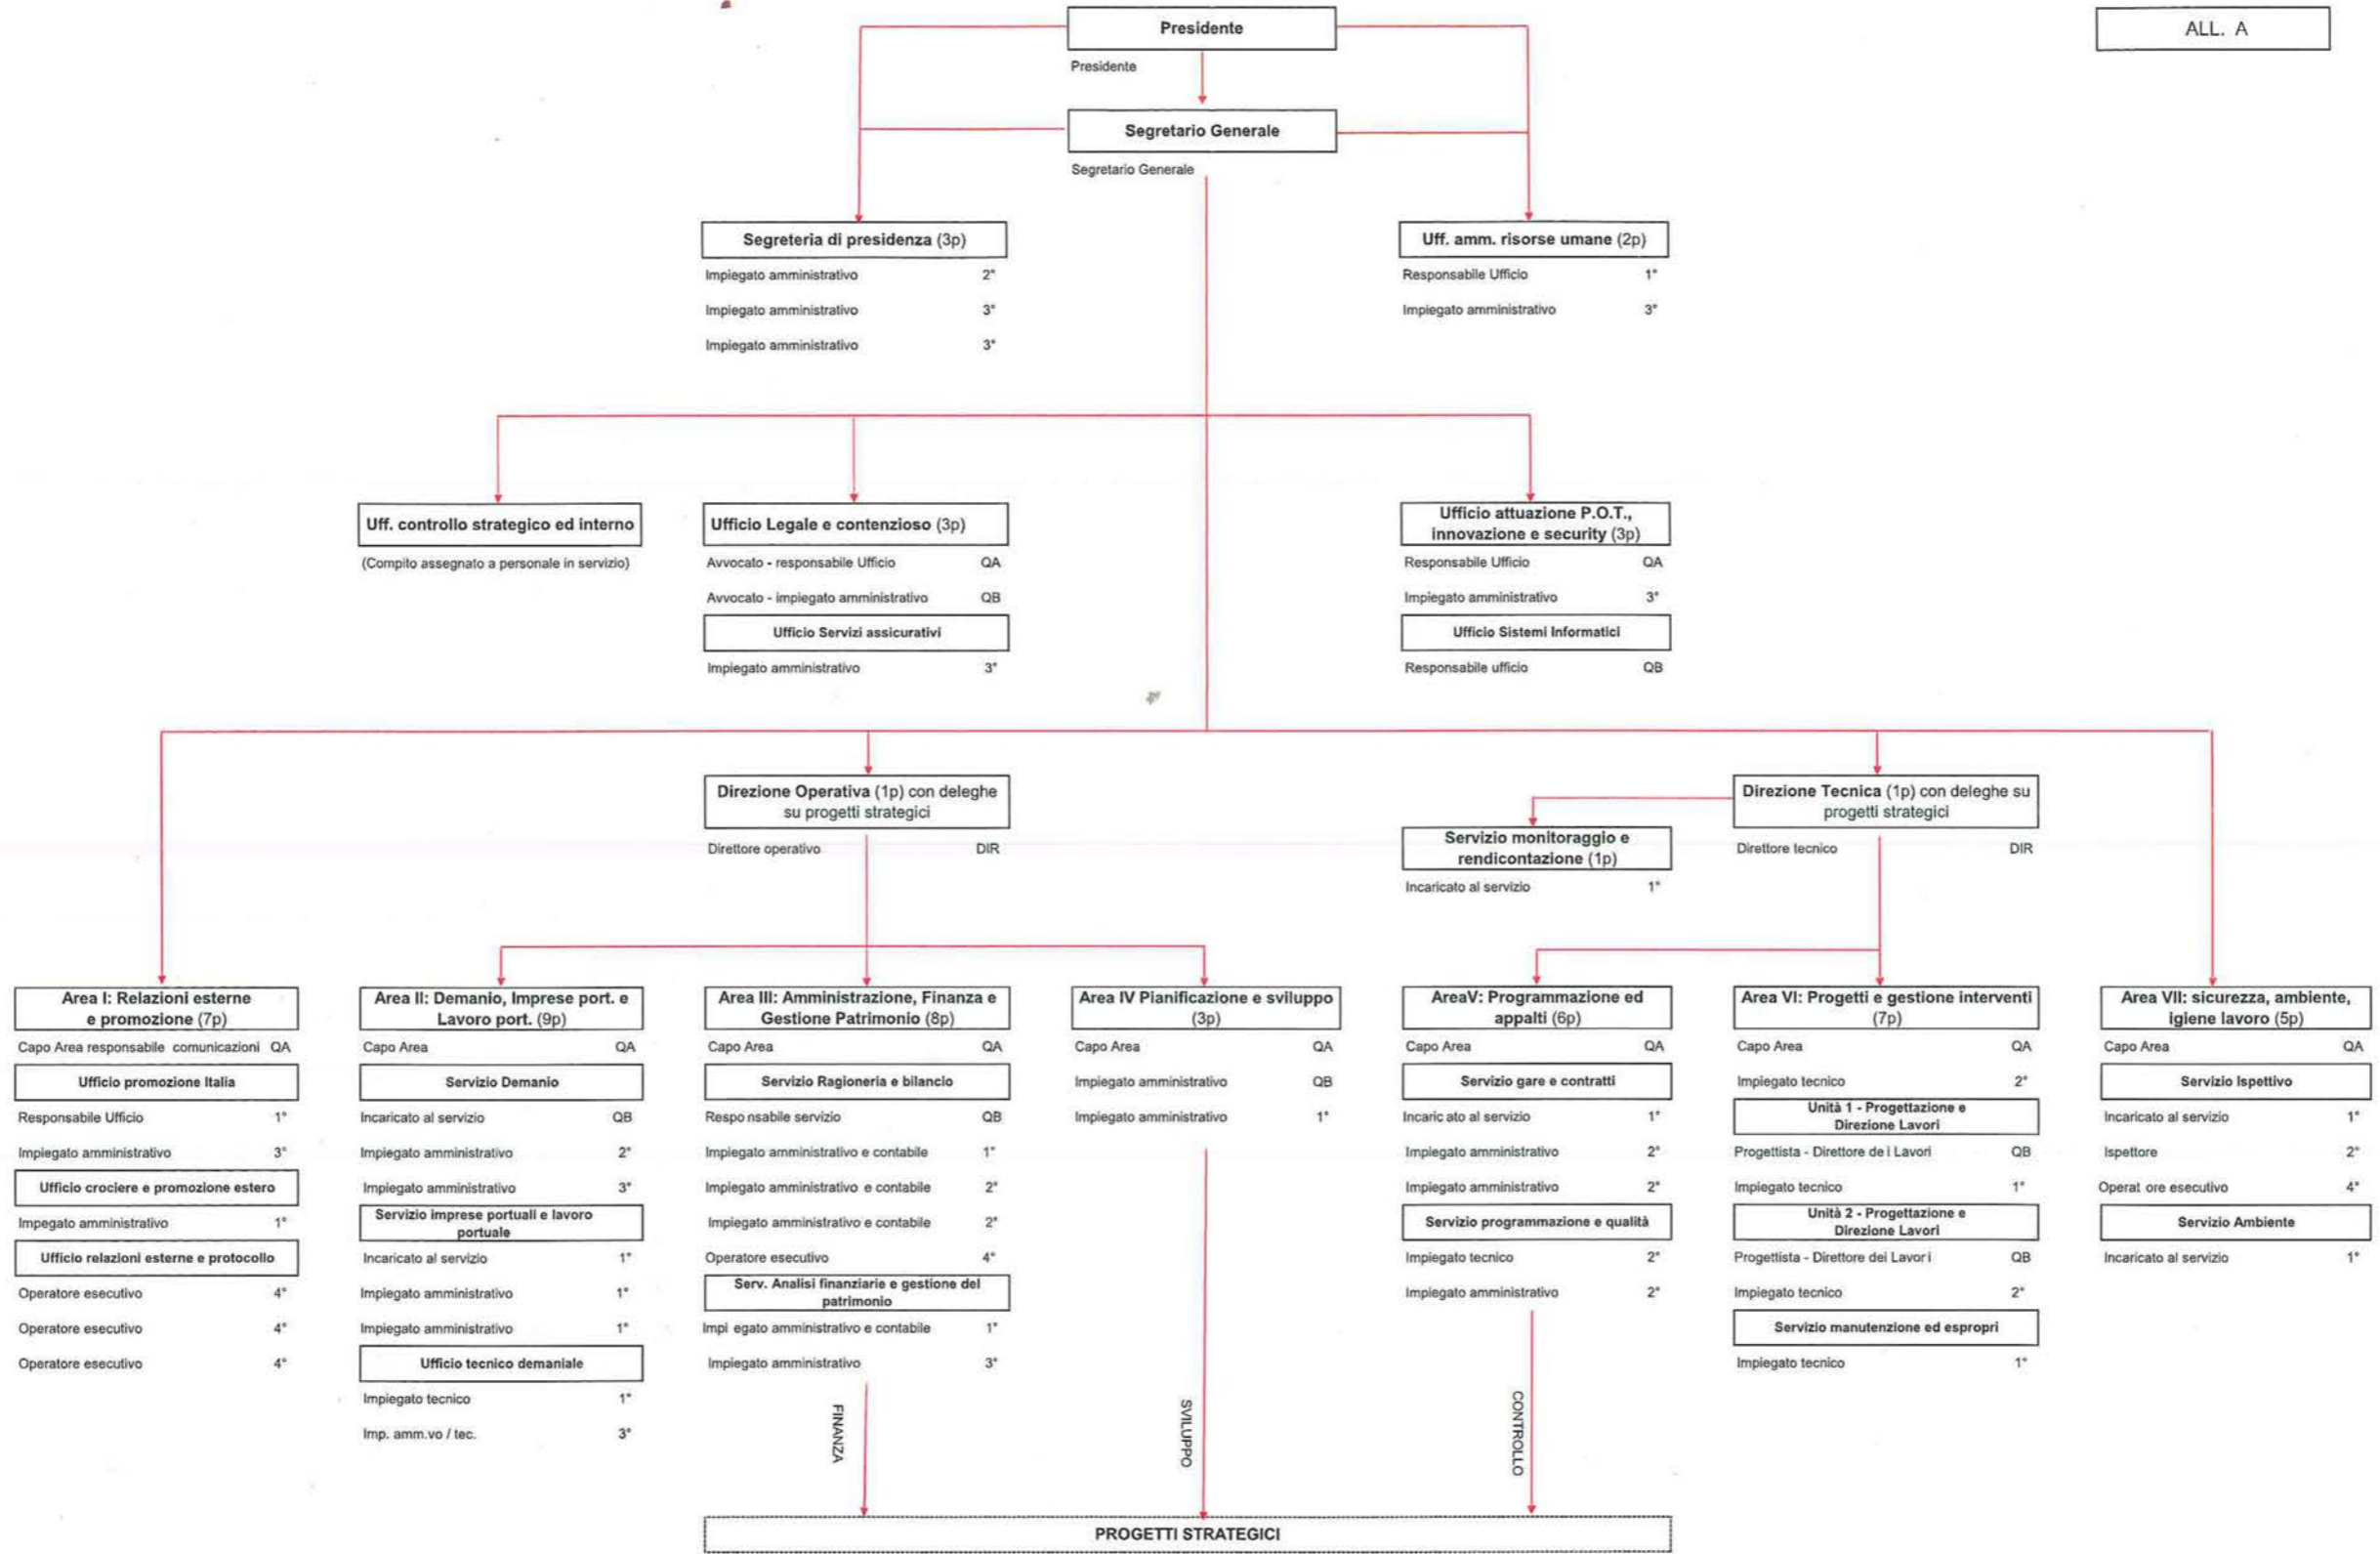 ALL. A
Presidente
Presidente
Segretario Generale
Segretario Generale
Segreteria di presidenza (3p)
Impiegato amministrativo 2°
Impiegato amministrativo 3°
Impiegato amministrativo 3°
Uff. amm. risorse umane (2p)
Responsabile Ufficio 1°
Impiegato amministrativo 3°
Uff. controllo strategico ed interno
(Compito assegnato a personale in servizio)
Ufficio Legale e contenzioso (3p)
Avvocato - responsabile Ufficio QA
Avvocato - impiegato amministrativo QB
Ufficio Servizi assicurativi
Impiegato amministrativo 3°
Ufficio attuazione P.O.T.,
innovazione e security (3p)
Responsabile Ufficio QA
Impiegato amministrativo 3°
Ufficio Sistemi Informatici
Responsabile ufficio QB
Direzione Operativa (1p) con deleghe
su progetti strategici
Direttore operativo DIR
Direzione Tecnica (1p) con deleghe su
progetti strategici
Direttore tecnico DIR
Servizio monitoraggio e
rendicontazione (1p)
Incaricato al servizio 1°
Area I: Relazioni esterne
e promozione (7p)
Capo Area responsabile comunicazioni QA
Ufficio promozione Italia
Responsabile Ufficio 1°
Impiegato amministrativo 3°
Ufficio crociere e promozione estero
Impegato amministrativo 1°
Ufficio relazioni esterne e protocollo
Operatore esecutivo 4°
Operatore esecutivo 4°
Operatore esecutivo 4°
Area II: Demanio, Imprese port. e
Lavoro port. (9p)
Capo Area QA
Servizio Demanio
Incaricato al servizio QB
Impiegato amministrativo 2°
Impiegato amministrativo 3°
Servizio imprese portuali e lavoro
portuale
Incaricato al servizio 1°
Impiegato amministrativo 1°
Impiegato amministrativo 1°
Ufficio tecnico demaniale
Impiegato tecnico 1°
Imp. amm.vo / tec. 3°
Area III: Amministrazione, Finanza e
Gestione Patrimonio (8p)
Capo Area QA
Servizio Ragioneria e bilancio
Respo nsabile servizio QB
Impiegato amministrativo e contabile 1°
Impiegato amministrativo e contabile 2°
Impiegato amministrativo e contabile 2°
Operatore esecutivo 4°
Serv. Analisi finanziarie e gestione del
patrimonio
Impi egato amministrativo e contabile 1°
Impiegato amministrativo 3°
FINANZA
Area IV Pianificazione e sviluppo
(3p)
Capo Area QA
Impiegato amministrativo QB
Impiegato amministrativo 1°
SVILUPPO
AreaV: Programmazione ed
appalti (6p)
Capo Area QA
Servizio gare e contratti
Incaric ato al servizio 1°
Impiegato amministrativo 2°
Impiegato amministrativo 2°
Servizio programmazione e qualità
Impiegato tecnico 2°
Impiegato amministrativo 2°
CONTROLLO
Area VI: Progetti e gestione interventi
(7p)
Capo Area QA
Impiegato tecnico 2°
Unità 1 - Progettazione e
Direzione Lavori
Progettista - Direttore de i Lavori QB
Impiegato tecnico 1°
Unità 2 - Progettazione e
Direzione Lavori
Progettista - Direttore dei Lavor i QB
Impiegato tecnico 2°
Servizio manutenzione ed espropri
Impiegato tecnico 1°
Area VII: sicurezza, ambiente,
igiene lavoro (5p)
Capo Area QA
Servizio Ispettivo
Incaricato al servizio 1°
Ispettore 2°
Operat ore esecutivo 4°
Servizio Ambiente
Incaricato al servizio 1°
PROGETTI STRATEGICI